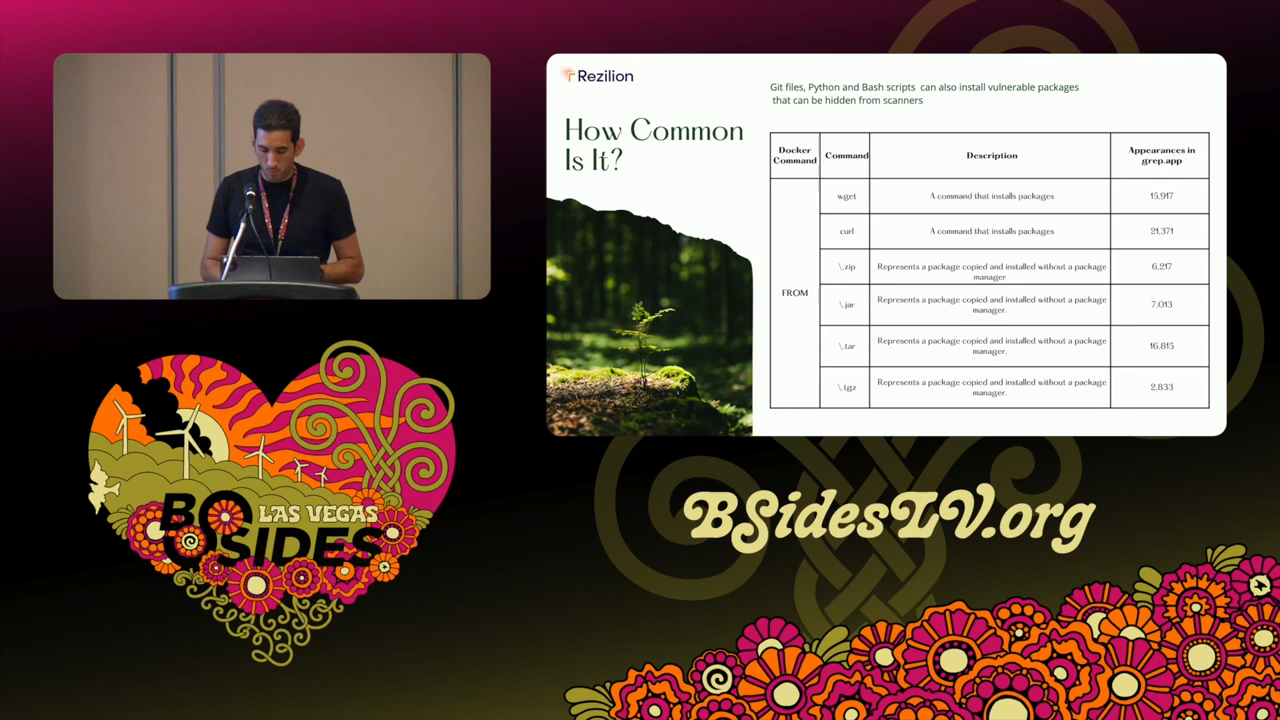 Rezilion
How Common
Is It?
Git files, Python and Bash scripts can also install vulnerable packages
that can be hidden from scanners
Docker
Command
Command
Description
Appearances in
grep.app
FROM
wget
A command that installs packages
15,917
curl
A command that installs packages
21,371
\.zip
Represents a package copied and installed without a package
manager
6,217
\.jar
Represents a package copied and installed without a package
manager.
7,013
\.tar
Represents a package copied and installed without a package
manager.
16,815
\.tgz
Represents a package copied and installed without a package
manager.
2,833
LAS VEGAS
BSIDES
23
BSidesLV.org